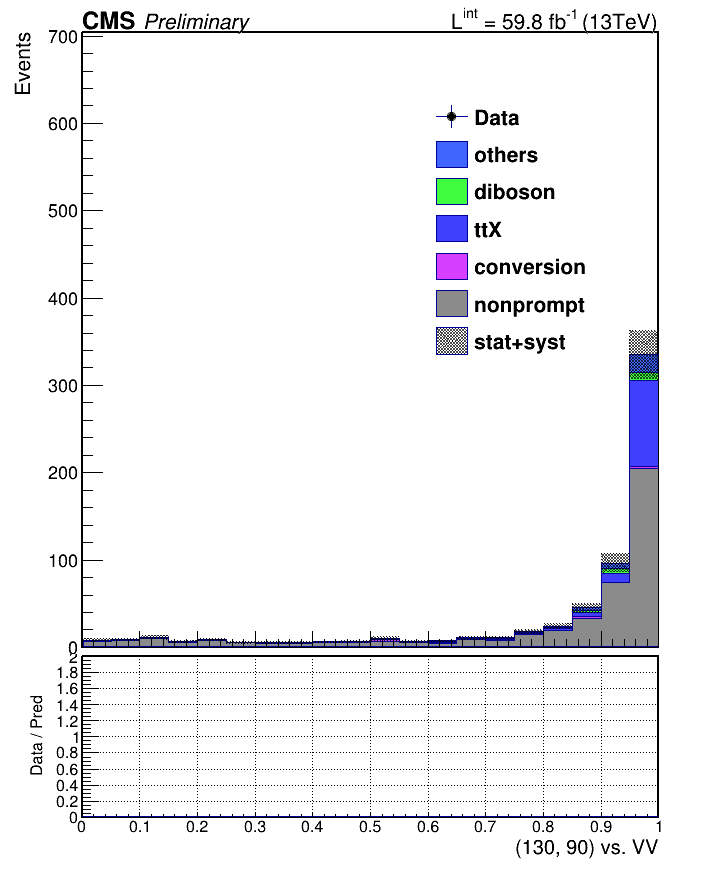 CMS Preliminary L^int = 59.8 fb^-1 (13TeV)
Events
700
600
500
400
300
200
100
0
Data
others
diboson
ttX
conversion
nonprompt
stat+syst
Data / Pred
2
1.8
1.6
1.4
1.2
1
0.8
0.6
0.4
0.2
0
0 0.1 0.2 0.3 0.4 0.5 0.6 0.7 0.8 0.9 1
(130, 90) vs. VV